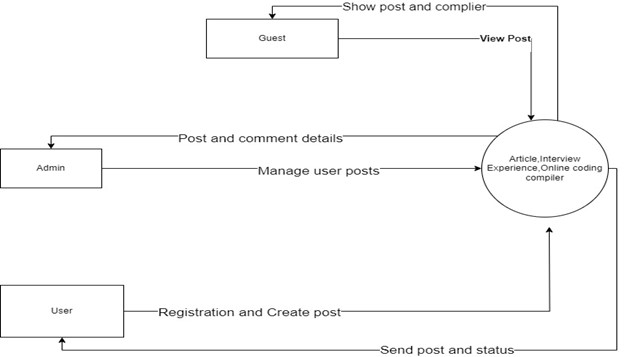 Show post and complier
Guest
View Post
Post and comment details
Admin
Manage user posts
Article,Interview
Experience,Online coding
compiler
User
Registration and Create post
Send post and status